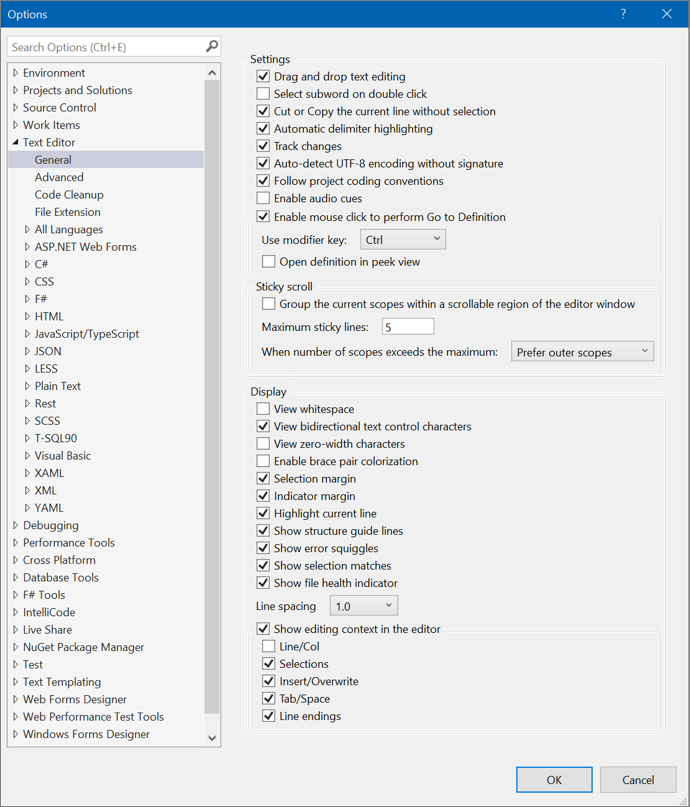 Options
?
Search Options (Ctrl+E)
Environment
Projects and Solutions
Source Control
Work Items
Text Editor
General
Advanced
Code Cleanup
File Extension
All Languages
ASP.NET Web Forms
C#
CSS
F#
HTML
JavaScript/TypeScript
JSON
LESS
Plain Text
Rest
SCSS
T-SQL90
Visual Basic
XAML
XML
YAML
Debugging
Performance Tools
Cross Platform
Database Tools
F# Tools
IntelliCode
Live Share
NuGet Package Manager
Test
Text Templating
Web Forms Designer
Web Performance Test Tools
Windows Forms Designer
Settings
Drag and drop text editing
Select subword on double click
Cut or Copy the current line without selection
Automatic delimiter highlighting
Track changes
Auto-detect UTF-8 encoding without signature
Follow project coding conventions
Enable audio cues
Enable mouse click to perform Go to Definition
Use modifier key: Ctrl
Open definition in peek view
Sticky scroll
Group the current scopes within a scrollable region of the editor window
Maximum sticky lines: 5
When number of scopes exceeds the maximum: Prefer outer scopes
Display
View whitespace
View bidirectional text control characters
View zero-width characters
Enable brace pair colorization
Selection margin
Indicator margin
Highlight current line
Show structure guide lines
Show error squiggles
Show selection matches
Show file health indicator
Line spacing 1.0
Show editing context in the editor
Line/Col
Selections
Insert/Overwrite
Tab/Space
Line endings
OK Cancel